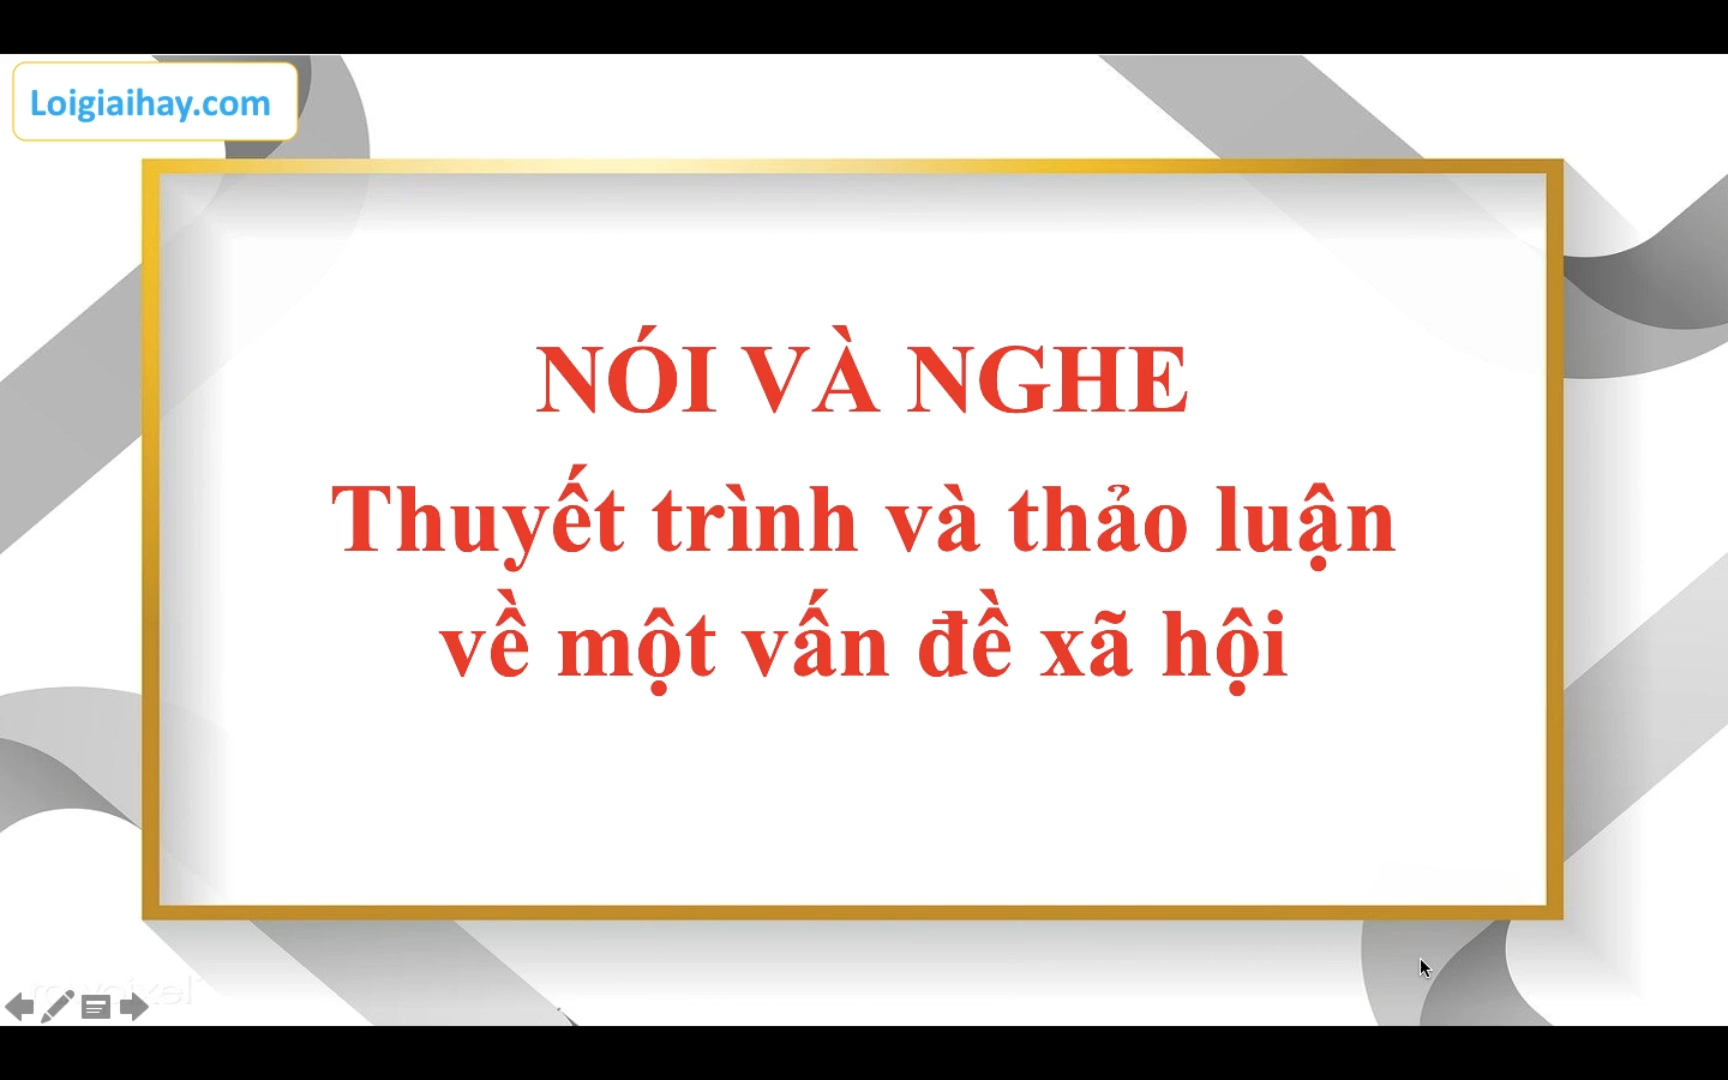 Loigiaihay.com
NÓI VÀ NGHE
Thuyết trình và thảo luận
về một vấn đề xã hội